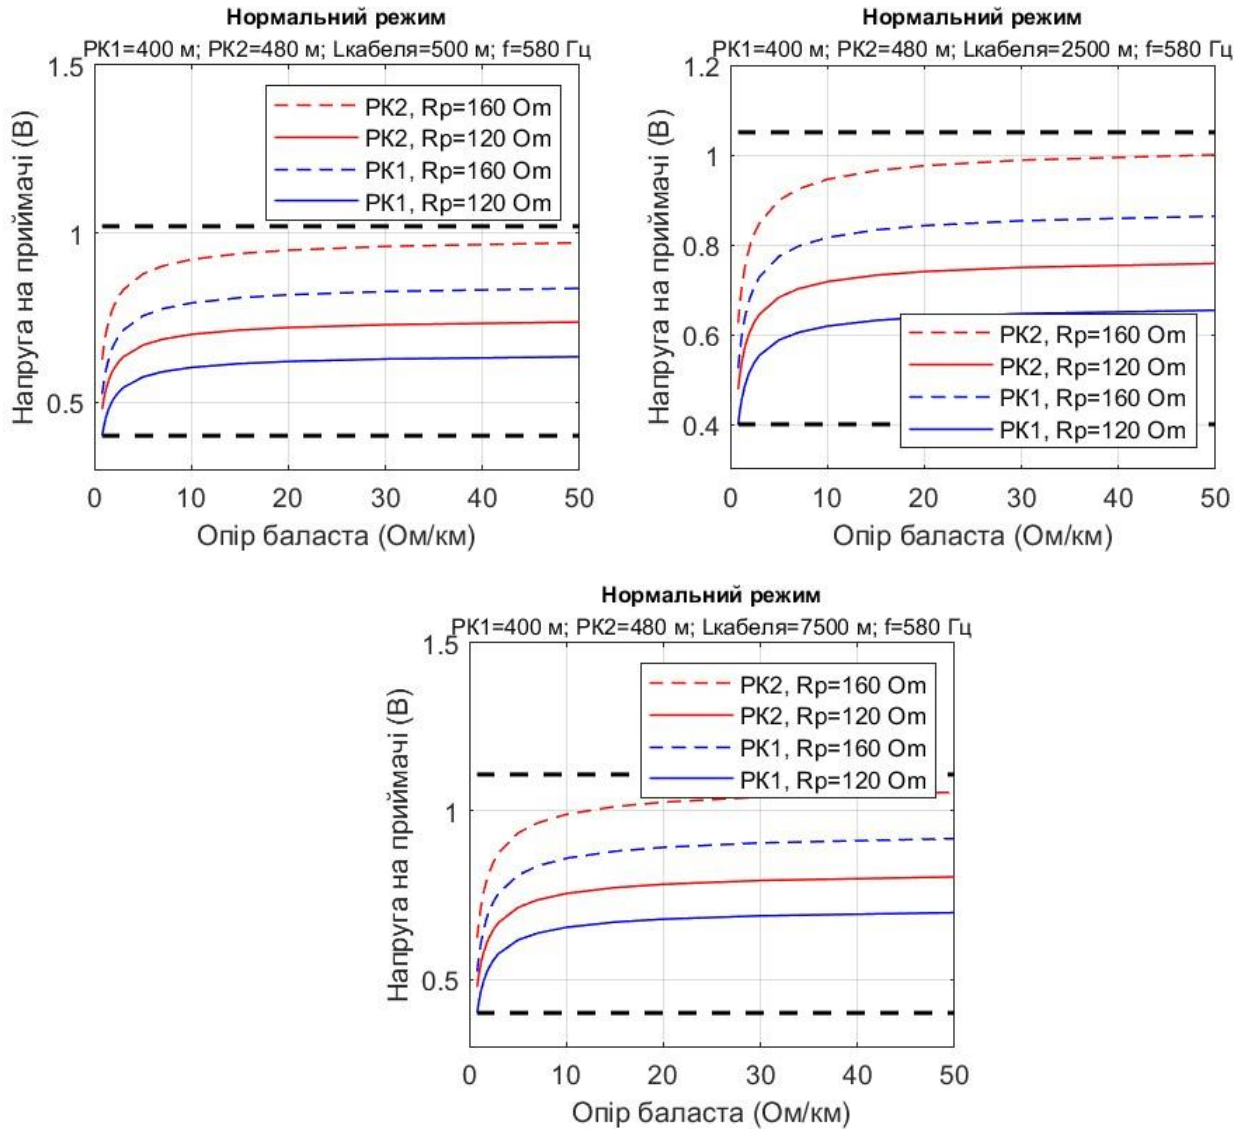 Нормальний режим
РК1=400 м; РК2=480 м; Lкабеля=500 м; f=580 Гц
1.5
1
0.5
Напруга на приймачі (В)
РК2, Rp=160 Om
РК2, Rp=120 Om
РК1, Rp=160 Om
РК1, Rp=120 Om
0 10 20 30 40 50
Опір баласта (Ом/км)
Нормальний режим
РК1=400 м; РК2=480 м; Lкабеля=2500 м; f=580 Гц
1.2
1
0.8
0.6
0.4
Напруга на приймачі (В)
РК2, Rp=160 Om
РК2, Rp=120 Om
РК1, Rp=160 Om
РК1, Rp=120 Om
0 10 20 30 40 50
Опір баласта (Ом/км)
Нормальний режим
РК1=400 м; РК2=480 м; Lкабеля=7500 м; f=580 Гц
1.5
1
0.5
Напруга на приймачі (В)
РК2, Rp=160 Om
РК2, Rp=120 Om
РК1, Rp=160 Om
РК1, Rp=120 Om
0 10 20 30 40 50
Опір баласта (Ом/км)